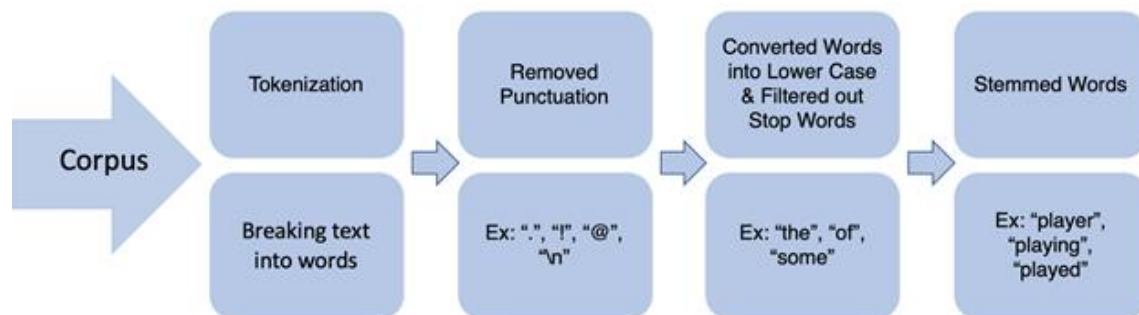 Corpus
Tokenization
Breaking text
into words
Removed
Punctuation
Ex: “.”, “!”, “@”,
“\n”
Converted Words
into Lower Case
& Filtered out
Stop Words
Ex: “the”, “of”,
“some”
Stemmed Words
Ex: “player”,
“playing”,
“played”